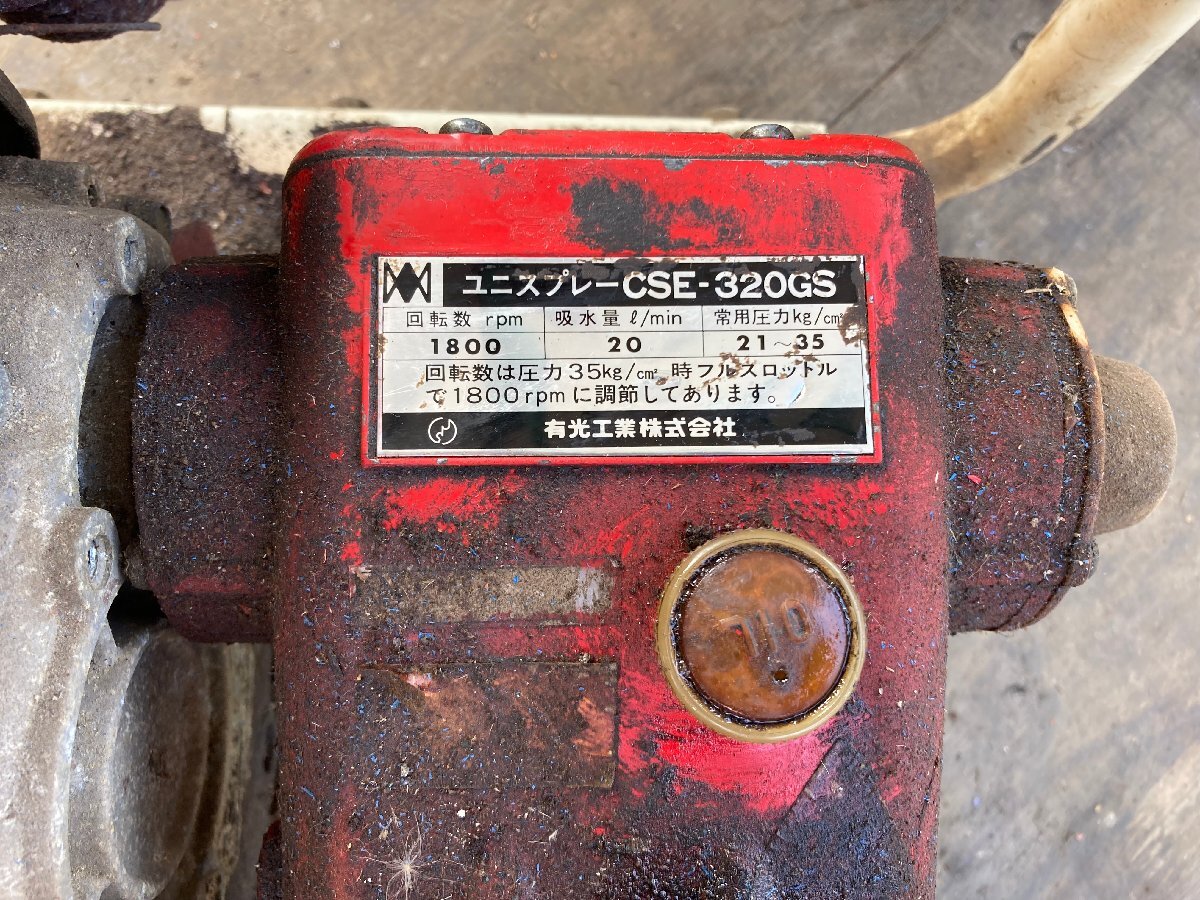 ユニスプレーCSE-320GS
回転数 rpm 吸水量 ℓ/min 常用圧力kg/cm²
1800 20 21～35
回転数は圧力35kg/cm² 時フルスロットル
で1800rpmに調節してあります。
有光工業株式会社
OIL